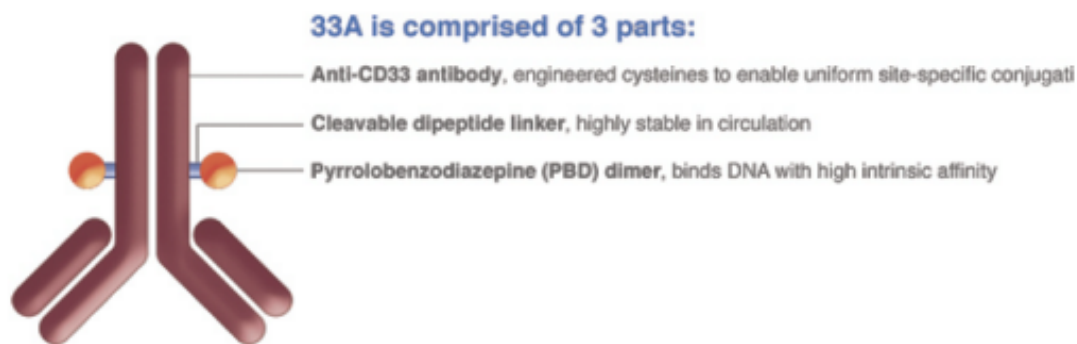 33A is comprised of 3 parts:
Anti-CD33 antibody, engineered cysteines to enable uniform site-specific conjugati
Cleavable dipeptide linker, highly stable in circulation
Pyrrolobenzodiazepine (PBD) dimer, binds DNA with high intrinsic affinity